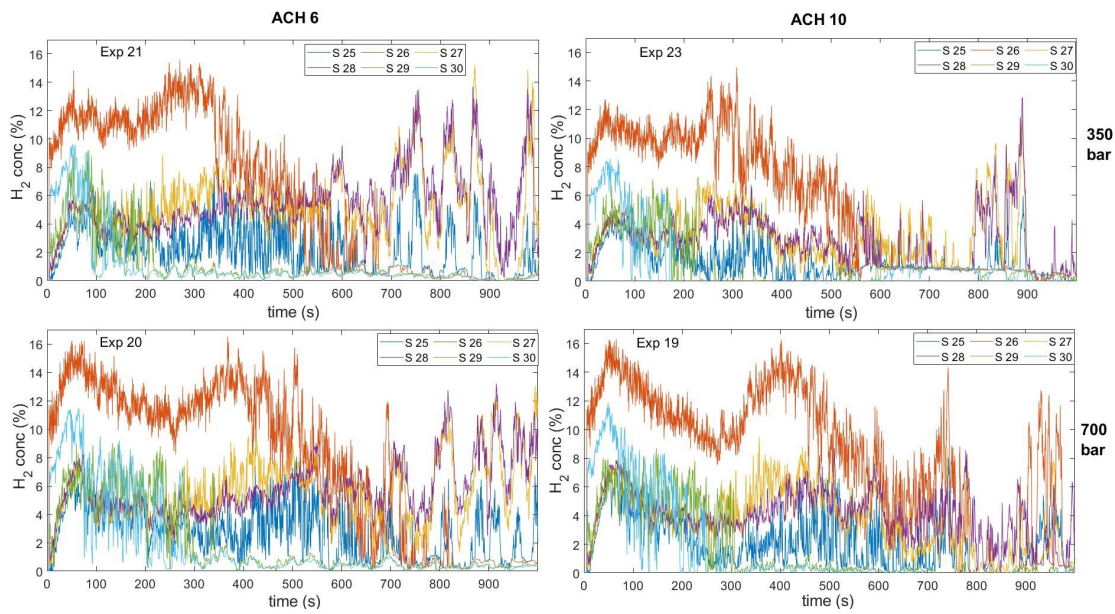 ACH 6
ACH 10
Exp 21
S 25 S 26 S 27
S 28 S 29 S 30
16
14
12
10
8
6
4
2
0
H2 conc (%)
0 100 200 300 400 500 600 700 800 900
time (s)
Exp 23
S 25 S 26 S 27
S 28 S 29 S 30
16
14
12
10
8
6
4
2
0
H2 conc (%)
0 100 200 300 400 500 600 700 800 900
time (s)
350
bar
Exp 20
S 25 S 26 S 27
S 28 S 29 S 30
16
14
12
10
8
6
4
2
0
H2 conc (%)
0 100 200 300 400 500 600 700 800 900
time (s)
Exp 19
S 25 S 26 S 27
S 28 S 29 S 30
16
14
12
10
8
6
4
2
0
H2 conc (%)
0 100 200 300 400 500 600 700 800 900
time (s)
700
bar